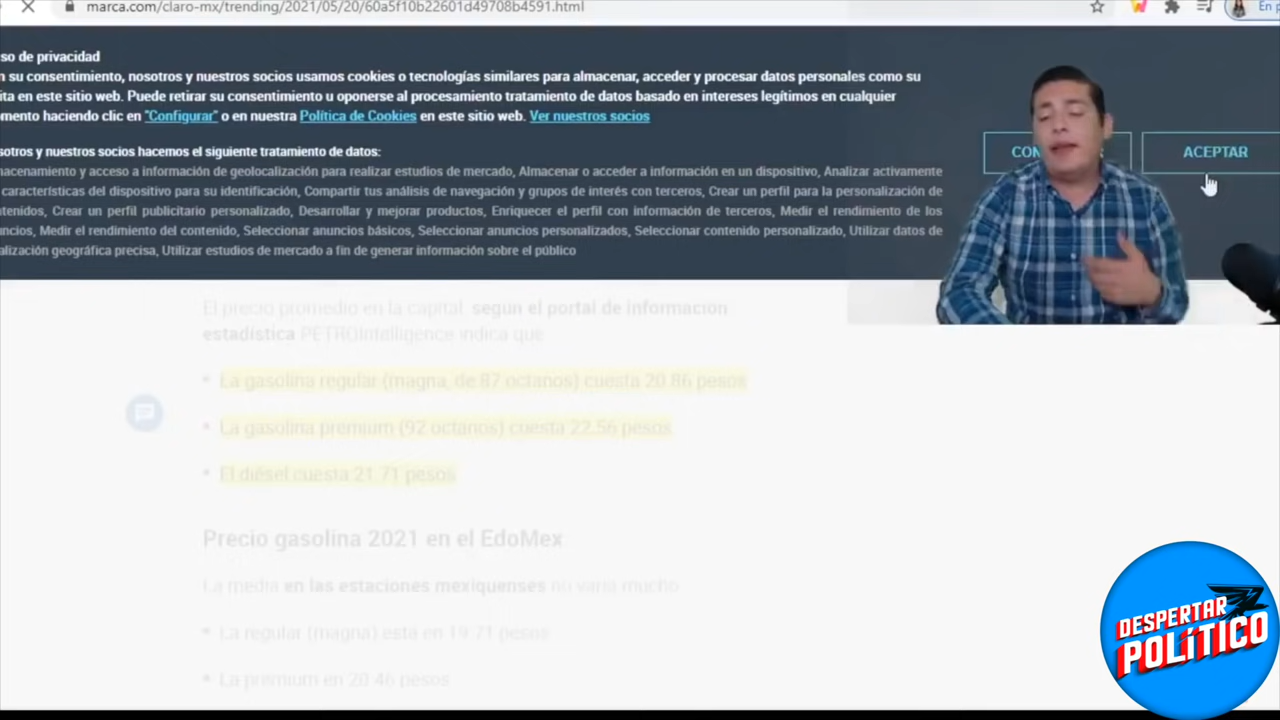 marca.com/claro-mx/trending/2021/05/20/60a5f10b22601d49708b4591.html
En p
so de privacidad
n su consentimiento, nosotros y nuestros socios usamos cookies o tecnologías similares para almacenar, acceder y procesar datos personales como su
ita en este sitio web. Puede retirar su consentimiento u oponerse al procesamiento tratamiento de datos basado en intereses legítimos en cualquier
omento haciendo clic en "Configurar" o en nuestra Política de Cookies en este sitio web. Ver nuestros socios
CON
ACEPTAR
sotros y nuestros socios hacemos el siguiente tratamiento de datos:
macenamiento y acceso a información de geolocalización para realizar estudios de mercado, Almacenar o acceder a información en un dispositivo, Analizar activamente
características del dispositivo para su identificación, Compartir tus análisis de navegación y grupos de interés con terceros, Crear un perfil para la personalización de
ntenidos, Crear un perfil publicitario personalizado, Desarrollar y mejorar productos, Enriquecer el perfil con información de terceros, Medir el rendimiento de los
uncios, Medir el rendimiento del contenido, Seleccionar anuncios básicos, Seleccionar anuncios personalizados, Seleccionar contenido personalizado, Utilizar datos de
alización geográfica precisa, Utilizar estudios de mercado a fin de generar información sobre el público
El precio promedio en la capital, según el portal de información
estadística PETROIntelligence indica que
• La gasolina regular (magna, de 87 octanos) cuesta 20.86 pesos
• La gasolina premium (92 octanos) cuesta 22.56 pesos
• El diésel cuesta 21.71 pesos
Precio gasolina 2021 en el EdoMex
La media en las estaciones mexiquenses no varía mucho
• La regular (magna) está en 19.71 pesos
• La premium en 20.46 pesos
DESPERTAR
POLÍTICO